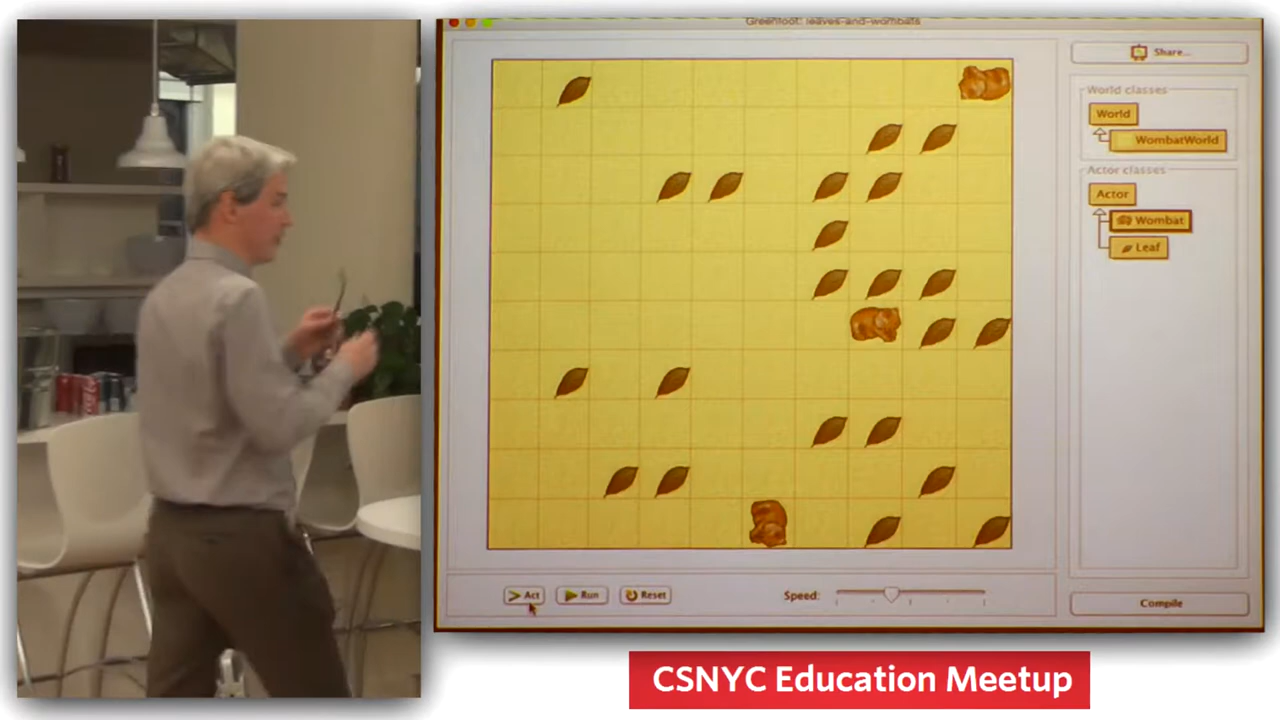 Greenfoot: leaves-and-wombats
Share...
World classes
World
WombatWorld
Actor classes
Actor
Wombat
Leaf
Act
Run
Reset
Speed:
Compile
CSNYC Education Meetup